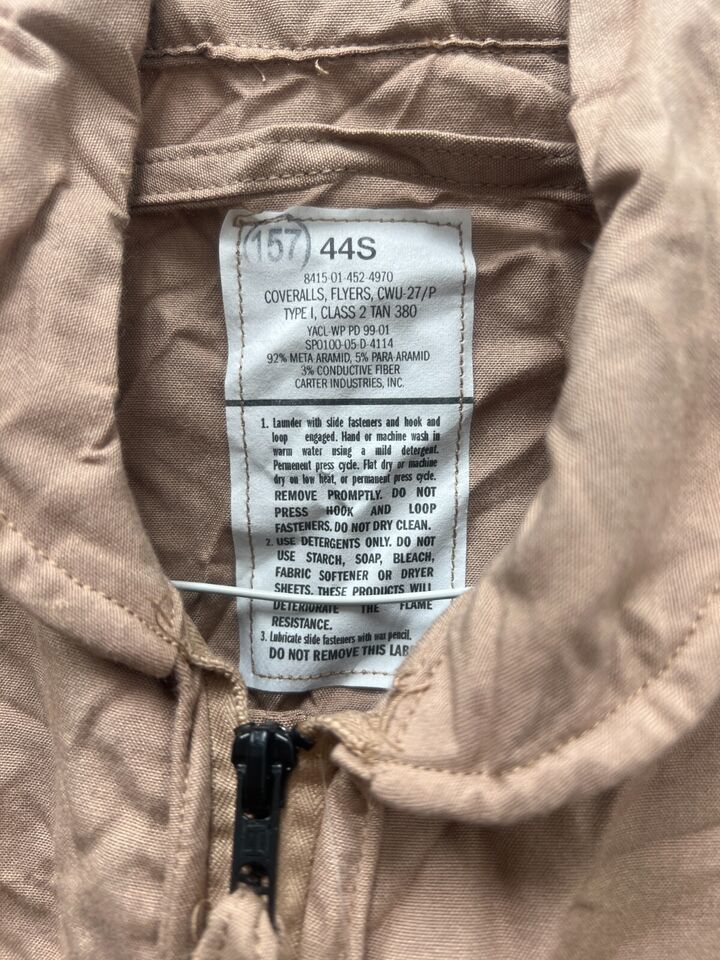 157 44S
8415-01-452-4970
COVERALLS, FLYERS, CWU-27/P
TYPE I, CLASS 2 TAN 380
YACL-WP PD 99-01
SP0100-05-D-4114
92% META ARAMID, 5% PARA-ARAMID
3% CONDUCTIVE FIBER
CARTER INDUSTRIES, INC.
1. Launder with slide fasteners and hook and
loop engaged. Hand or machine wash in
warm water using a mild detergent.
Permenent press cycle. Flat dry or machine
dry on low heat, or permanent press cycle.
REMOVE PROMPTLY. DO NOT
PRESS HOOK AND LOOP
FASTENERS. DO NOT DRY CLEAN.
2. USE DETERGENTS ONLY. DO NOT
USE STARCH, SOAP, BLEACH,
FABRIC SOFTENER OR DRYER
SHEETS. THESE PRODUCTS WILL
DETERIORATE THE FLAME
RESISTANCE.
3. Lubricate slide fasteners with wax pencil.
DO NOT REMOVE THIS